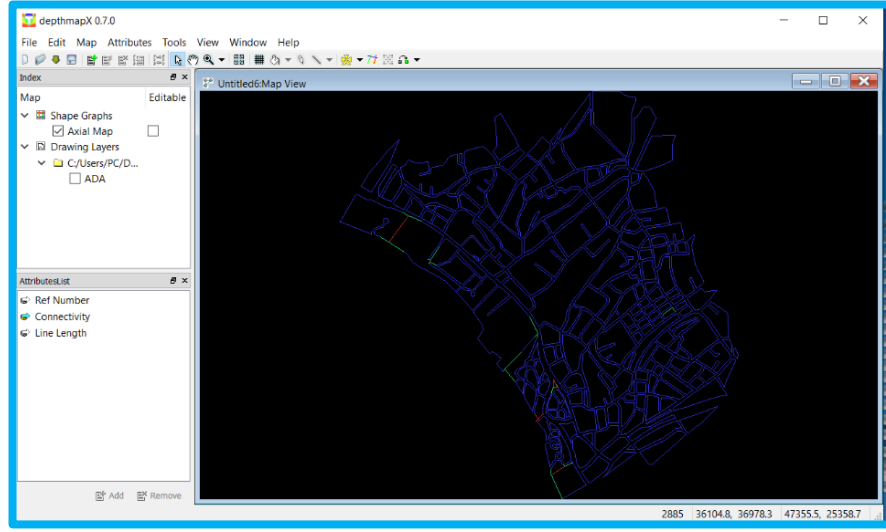 depthmapX 0.7.0
File Edit Map Attributes Tools View Window Help
Index
Untitled6:Map View
Map Editable
Shape Graphs
Axial Map
Drawing Layers
C:/Users/PC/D...
ADA
AttributesList
Ref Number
Connectivity
Line Length
Add Remove
2885 36104.8, 36978.3 47355.5, 25358.7